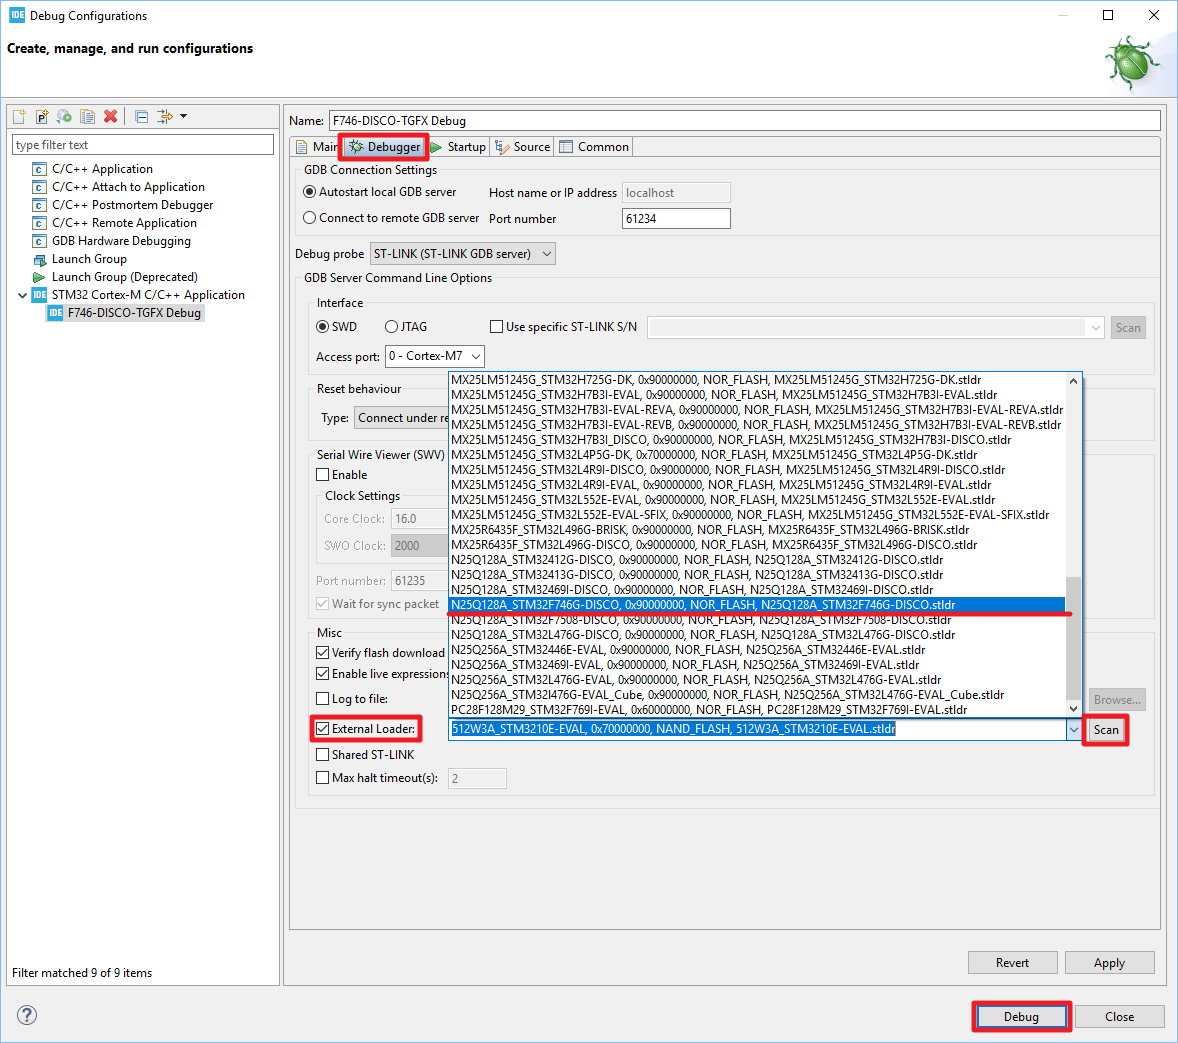 IDE Debug Configurations
Create, manage, and run configurations
Name: F746-DISCO-TGFX Debug
type filter text
C/C++ Application
C/C++ Attach to Application
C/C++ Postmortem Debugger
C/C++ Remote Application
GDB Hardware Debugging
Launch Group
Launch Group (Deprecated)
IDE STM32 Cortex-M C/C++ Application
IDE F746-DISCO-TGFX Debug
Filter matched 9 of 9 items
Main Debugger Startup Source Common
GDB Connection Settings
Autostart local GDB server Host name or IP address localhost
Connect to remote GDB server Port number 61234
Debug probe ST-LINK (ST-LINK GDB server)
GDB Server Command Line Options
Interface
SWD JTAG Use specific ST-LINK S/N Scan
Access port: 0 - Cortex-M7
Reset behaviour
Type: Connect under re
Serial Wire Viewer (SWV)
Enable
Clock Settings
Core Clock: 16.0
SWO Clock: 2000
Port number: 61235
Wait for sync packet
MX25LM51245G_STM32H725G-DK, 0x90000000, NOR_FLASH, MX25LM51245G_STM32H725G-DK.stldr
MX25LM51245G_STM32H7B3I-EVAL, 0x90000000, NOR_FLASH, MX25LM51245G_STM32H7B3I-EVAL.stldr
MX25LM51245G_STM32H7B3I-EVAL-REVA, 0x90000000, NOR_FLASH, MX25LM51245G_STM32H7B3I-EVAL-REVA.stldr
MX25LM51245G_STM32H7B3I-EVAL-REVB, 0x90000000, NOR_FLASH, MX25LM51245G_STM32H7B3I-EVAL-REVB.stldr
MX25LM51245G_STM32H7B3I_DISCO, 0x90000000, NOR_FLASH, MX25LM51245G_STM32H7B3I-DISCO.stldr
MX25LM51245G_STM32L4P5G-DK, 0x70000000, NOR_FLASH, MX25LM51245G_STM32L4P5G-DK.stldr
MX25LM51245G_STM32L4R9I-DISCO, 0x90000000, NOR_FLASH, MX25LM51245G_STM32L4R9I-DISCO.stldr
MX25LM51245G_STM32L4R9I-EVAL, 0x90000000, NOR_FLASH, MX25LM51245G_STM32L4R9I-EVAL.stldr
MX25LM51245G_STM32L552E-EVAL, 0x90000000, NOR_FLASH, MX25LM51245G_STM32L552E-EVAL.stldr
MX25LM51245G_STM32L552E-EVAL-SFIX, 0x90000000, NOR_FLASH, MX25LM51245G_STM32L552E-EVAL-SFIX.stldr
MX25R6435F_STM32L496G-BRISK, 0x90000000, NOR_FLASH, MX25R6435F_STM32L496G-BRISK.stldr
MX25R6435F_STM32L496G-DISCO, 0x90000000, NOR_FLASH, MX25R6435F_STM32L496G-DISCO.stldr
N25Q128A_STM32412G-DISCO, 0x90000000, NOR_FLASH, N25Q128A_STM32412G-DISCO.stldr
N25Q128A_STM32413G-DISCO, 0x90000000, NOR_FLASH, N25Q128A_STM32413G-DISCO.stldr
N25Q128A_STM32469I-DISCO, 0x90000000, NOR_FLASH, N25Q128A_STM32469I-DISCO.stldr
N25Q128A_STM32F746G-DISCO, 0x90000000, NOR_FLASH, N25Q128A_STM32F746G-DISCO.stldr
N25Q128A_STM32F7508-DISCO, 0x90000000, NOR_FLASH, N25Q128A_STM32F7508-DISCO.stldr
N25Q128A_STM32L476G-DISCO, 0x90000000, NOR_FLASH, N25Q128A_STM32L476G-DISCO.stldr
N25Q256A_STM32446E-EVAL, 0x90000000, NOR_FLASH, N25Q256A_STM32446E-EVAL.stldr
N25Q256A_STM32469I-EVAL, 0x90000000, NOR_FLASH, N25Q256A_STM32469I-EVAL.stldr
N25Q256A_STM32L476G-EVAL, 0x90000000, NOR_FLASH, N25Q256A_STM32L476G-EVAL.stldr
N25Q256A_STM32l476G-EVAL_Cube, 0x90000000, NOR_FLASH, N25Q256A_STM32L476G-EVAL_Cube.stldr
PC28F128M29_STM32F769I-EVAL, 0x60000000, NOR_FLASH, PC28F128M29_STM32F769I-EVAL.stldr
Misc
Verify flash download
Enable live expressions
Log to file: Browse...
External Loader: 512W3A_STM3210E-EVAL, 0x70000000, NAND_FLASH, 512W3A_STM3210E-EVAL.stldr Scan
Shared ST-LINK
Max halt timeout(s): 2
Revert Apply
? Debug Close